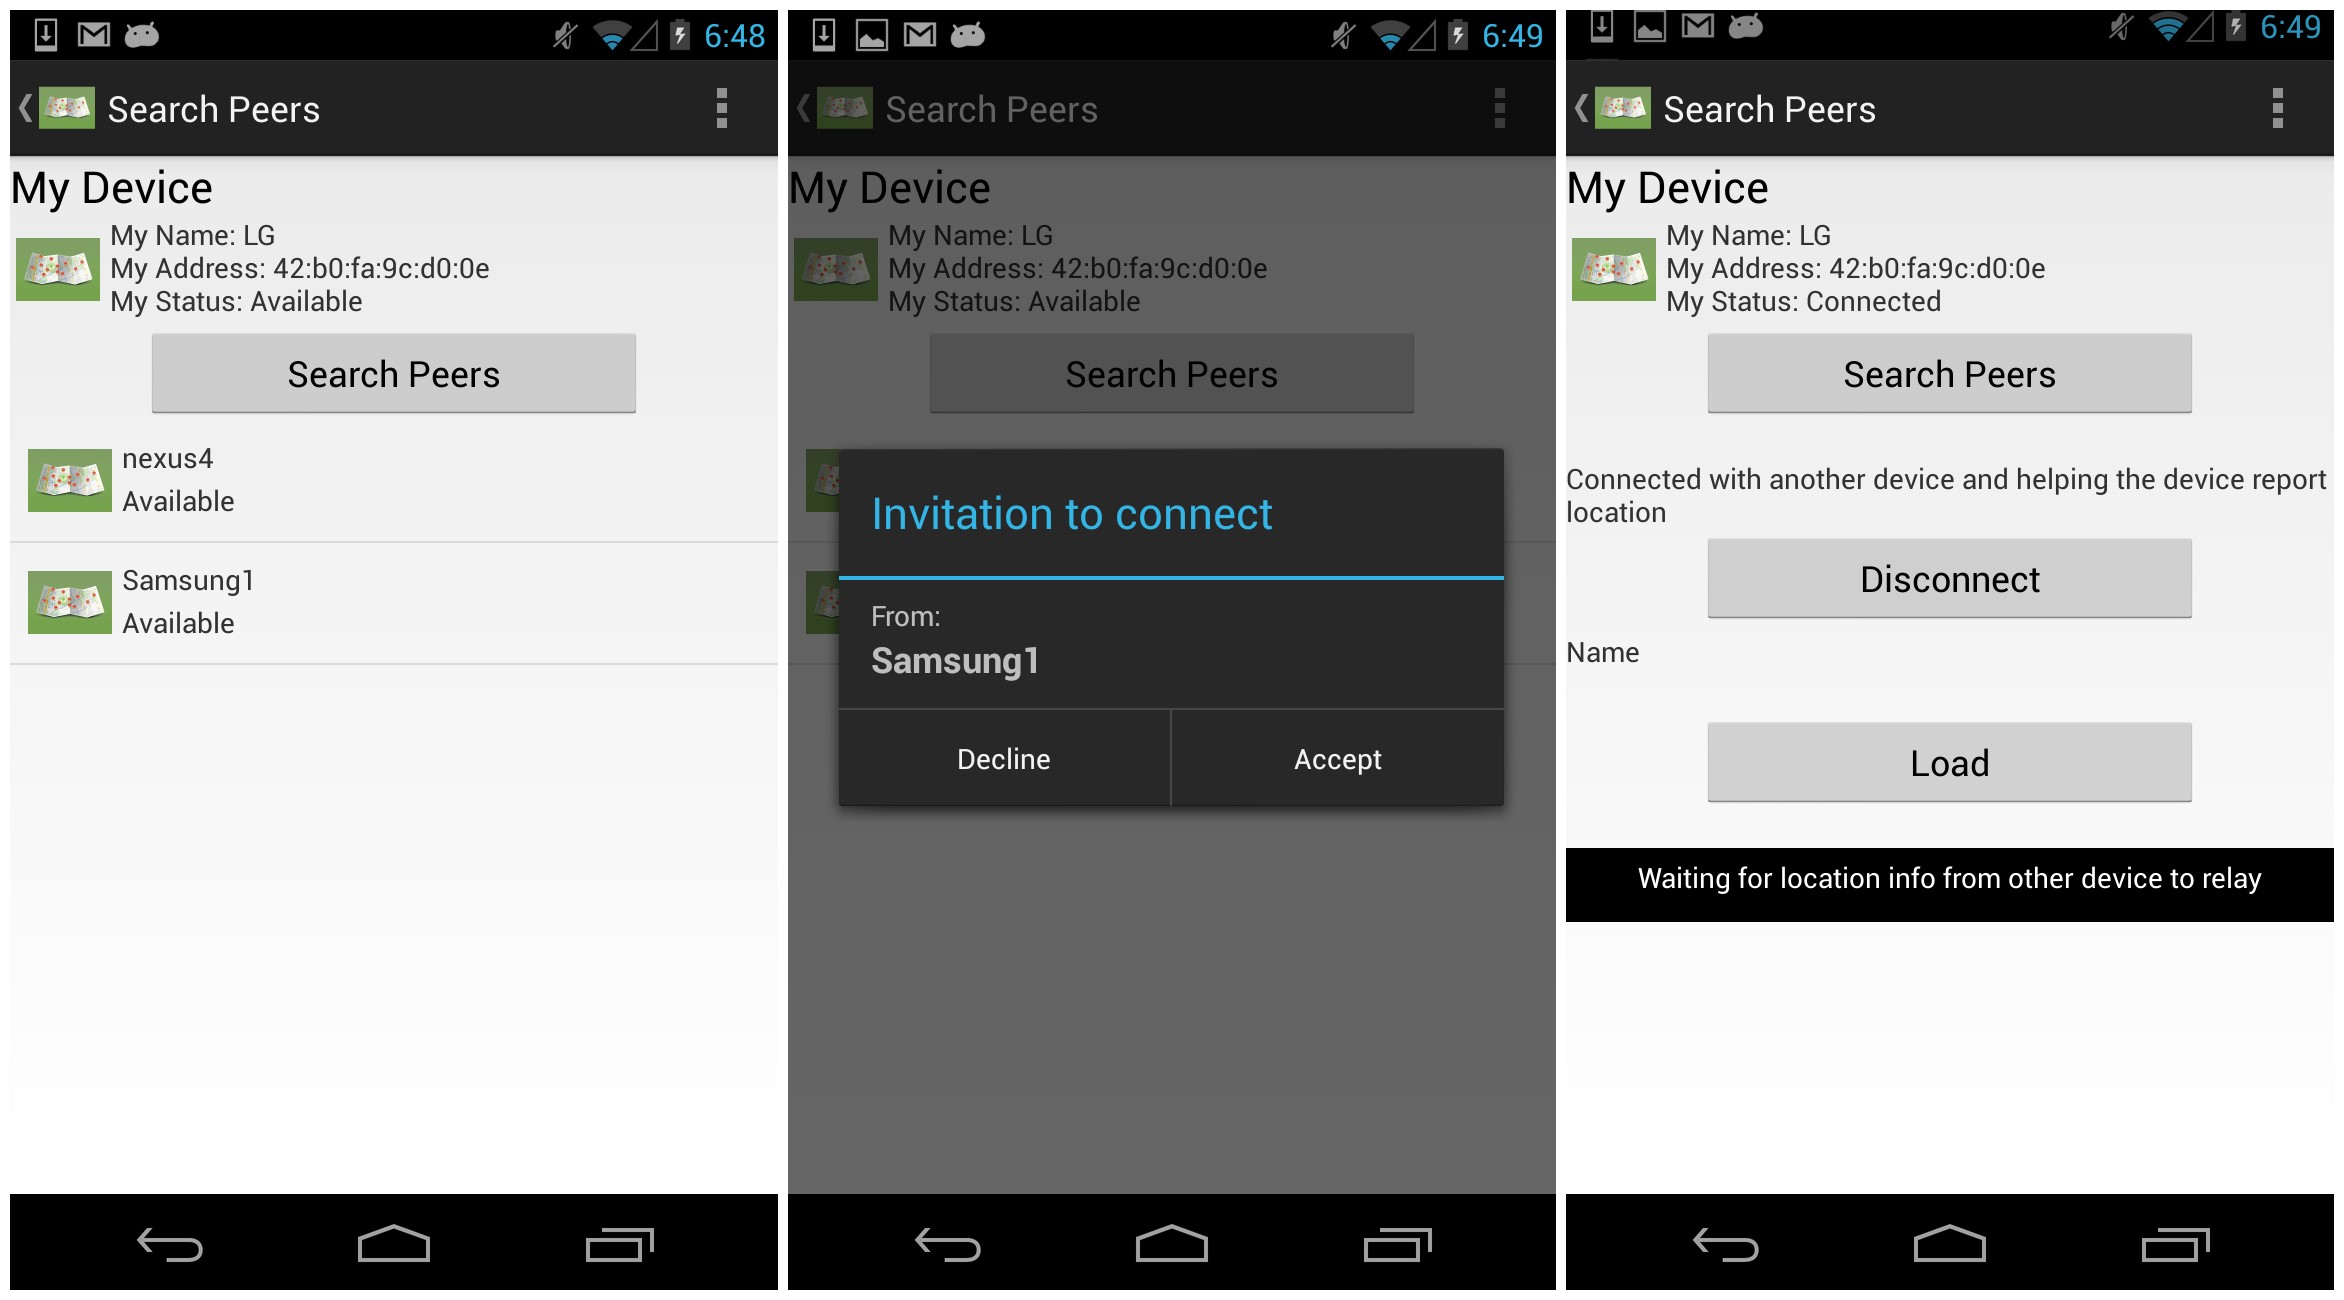 6:48
Search Peers
My Device
My Name: LG
My Address: 42:b0:fa:9c:d0:0e
My Status: Available
Search Peers
nexus4
Available
Samsung1
Available
6:49
Search Peers
My Device
My Name: LG
My Address: 42:b0:fa:9c:d0:0e
My Status: Available
Search Peers
Invitation to connect
From:
Samsung1
Decline
Accept
6:49
Search Peers
My Device
My Name: LG
My Address: 42:b0:fa:9c:d0:0e
My Status: Connected
Search Peers
Connected with another device and helping the device report
location
Disconnect
Name
Load
Waiting for location info from other device to relay